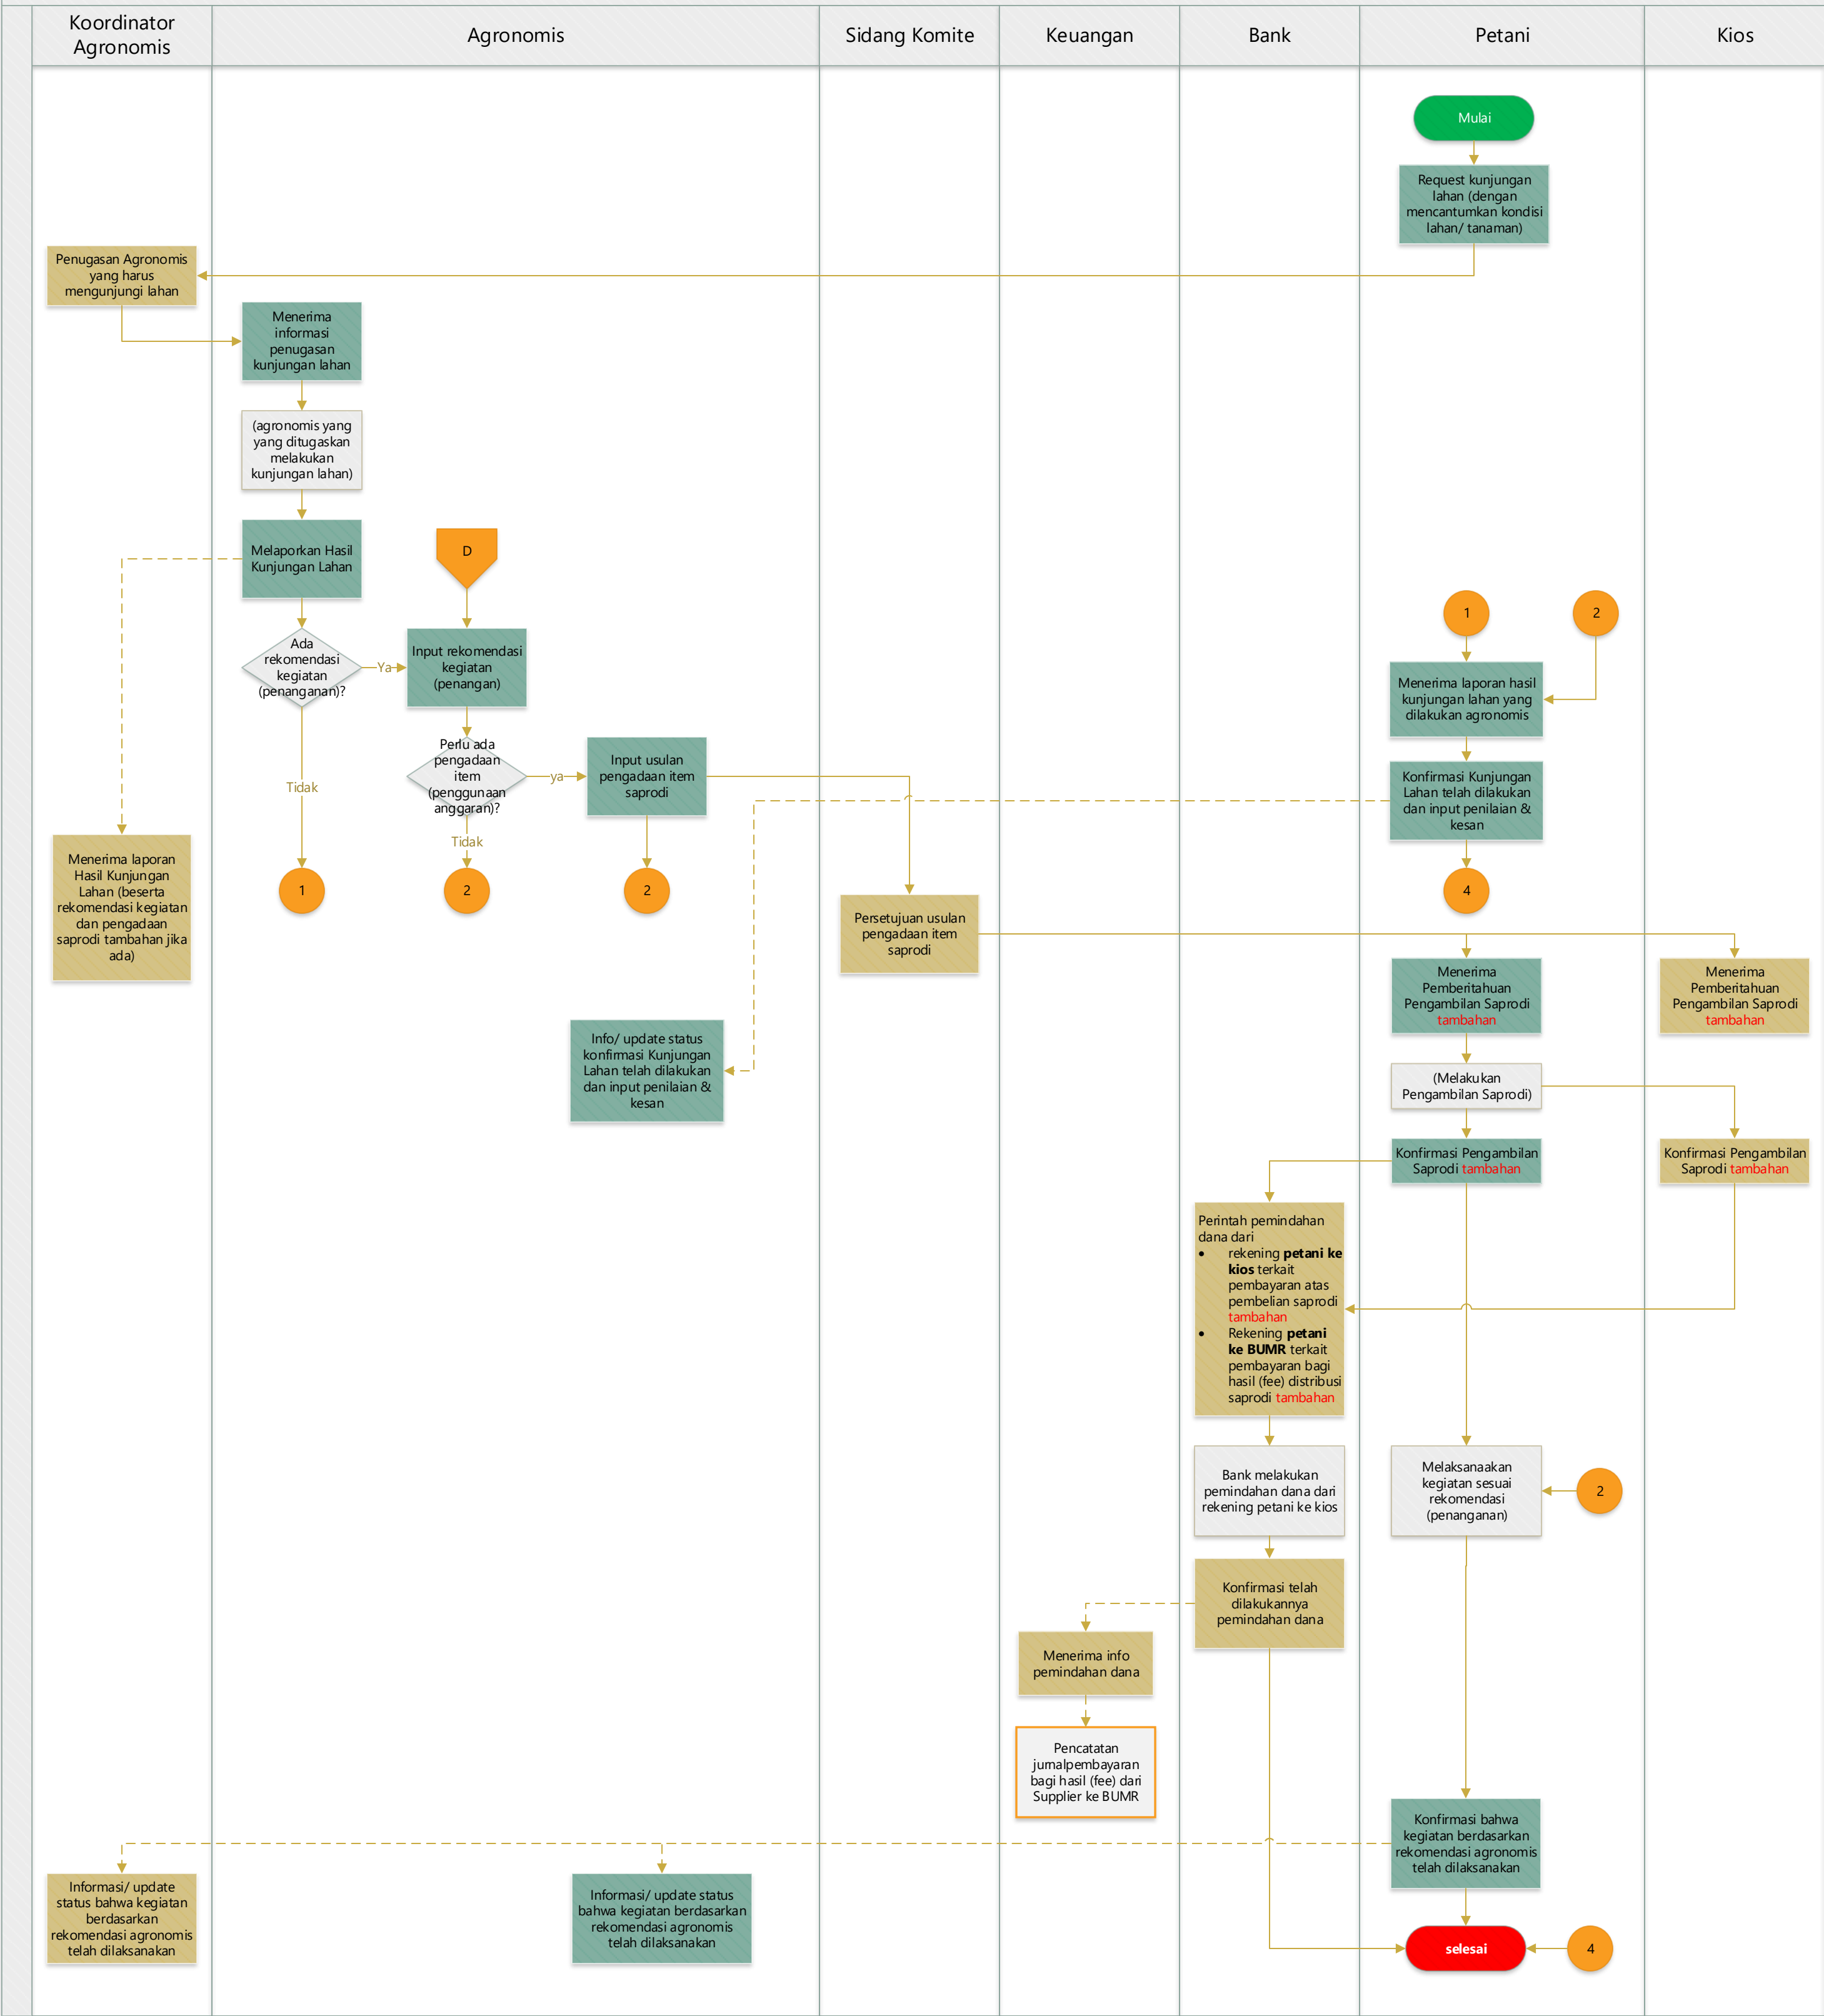 Koordinator
Agronomis
Agronomis
Sidang Komite
Keuangan
Bank
Petani
Kios
Mulai
Request kunjungan
lahan (dengan
mencantumkan kondisi
lahan/ tanaman)
Penugasan Agronomis
yang harus
mengunjungi lahan
Menerima
informasi
penugasan
kunjungan lahan
(agronomis yang
yang ditugaskan
melakukan
kunjungan lahan)
Melaporkan Hasil
Kunjungan Lahan
D
Ada
rekomendasi
kegiatan
(penanganan)?
Ya
Input rekomendasi
kegiatan
(penangan)
Tidak
1
Perlu ada
pengadaan
item
(penggunaan
anggaran)?
ya
Tidak
2
Input usulan
pengadaan item
saprodi
2
1
2
Menerima laporan hasil
kunjungan lahan yang
dilakukan agronomis
Konfirmasi Kunjungan
Lahan telah dilakukan
dan input penilaian &
kesan
4
Menerima laporan
Hasil Kunjungan
Lahan (beserta
rekomendasi kegiatan
dan pengadaan
saprodi tambahan jika
ada)
Persetujuan usulan
pengadaan item
saprodi
Menerima
Pemberitahuan
Pengambilan Saprodi
tambahan
Menerima
Pemberitahuan
Pengambilan Saprodi
tambahan
Info/ update status
konfirmasi Kunjungan
Lahan telah dilakukan
dan input penilaian &
kesan
(Melakukan
Pengambilan Saprodi)
Konfirmasi Pengambilan
Saprodi tambahan
Konfirmasi Pengambilan
Saprodi tambahan
Perintah pemindahan
dana dari
• rekening petani ke
kios terkait
pembayaran atas
pembelian saprodi
tambahan
• Rekening petani
ke BUMR terkait
pembayaran bagi
hasil (fee) distribusi
saprodi tambahan
Bank melakukan
pemindahan dana dari
rekening petani ke kios
Melaksanaakan
kegiatan sesuai
rekomendasi
(penanganan)
2
Konfirmasi telah
dilakukannya
pemindahan dana
Menerima info
pemindahan dana
Pencatatan
jurnalpembayaran
bagi hasil (fee) dari
Supplier ke BUMR
Konfirmasi bahwa
kegiatan berdasarkan
rekomendasi agronomis
telah dilaksanakan
Informasi/ update
status bahwa kegiatan
berdasarkan
rekomendasi agronomis
telah dilaksanakan
Informasi/ update status
bahwa kegiatan berdasarkan
rekomendasi agronomis
telah dilaksanakan
selesai
4